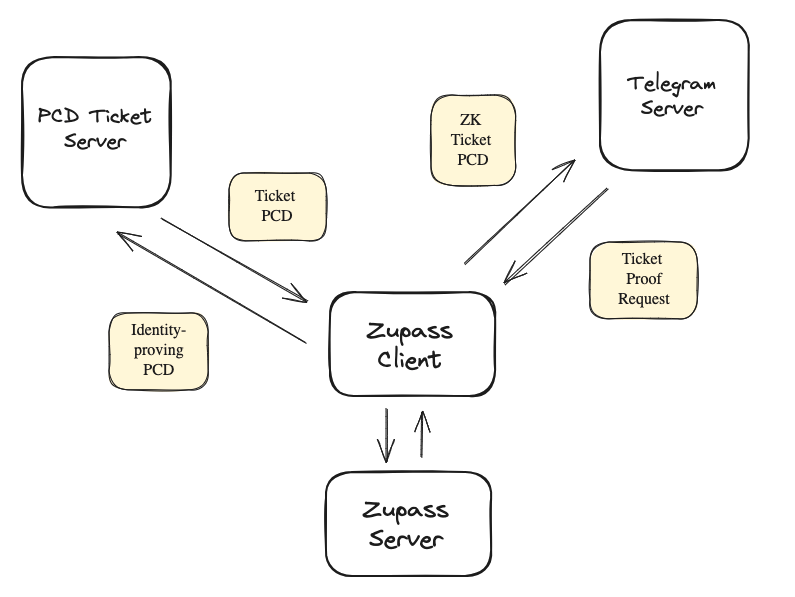 PCD Ticket
Server
Telegram
Server
ZK
Ticket
PCD
Ticket
PCD
Ticket
Proof
Request
Identity-
proving
PCD
Zupass
Client
Zupass
Server